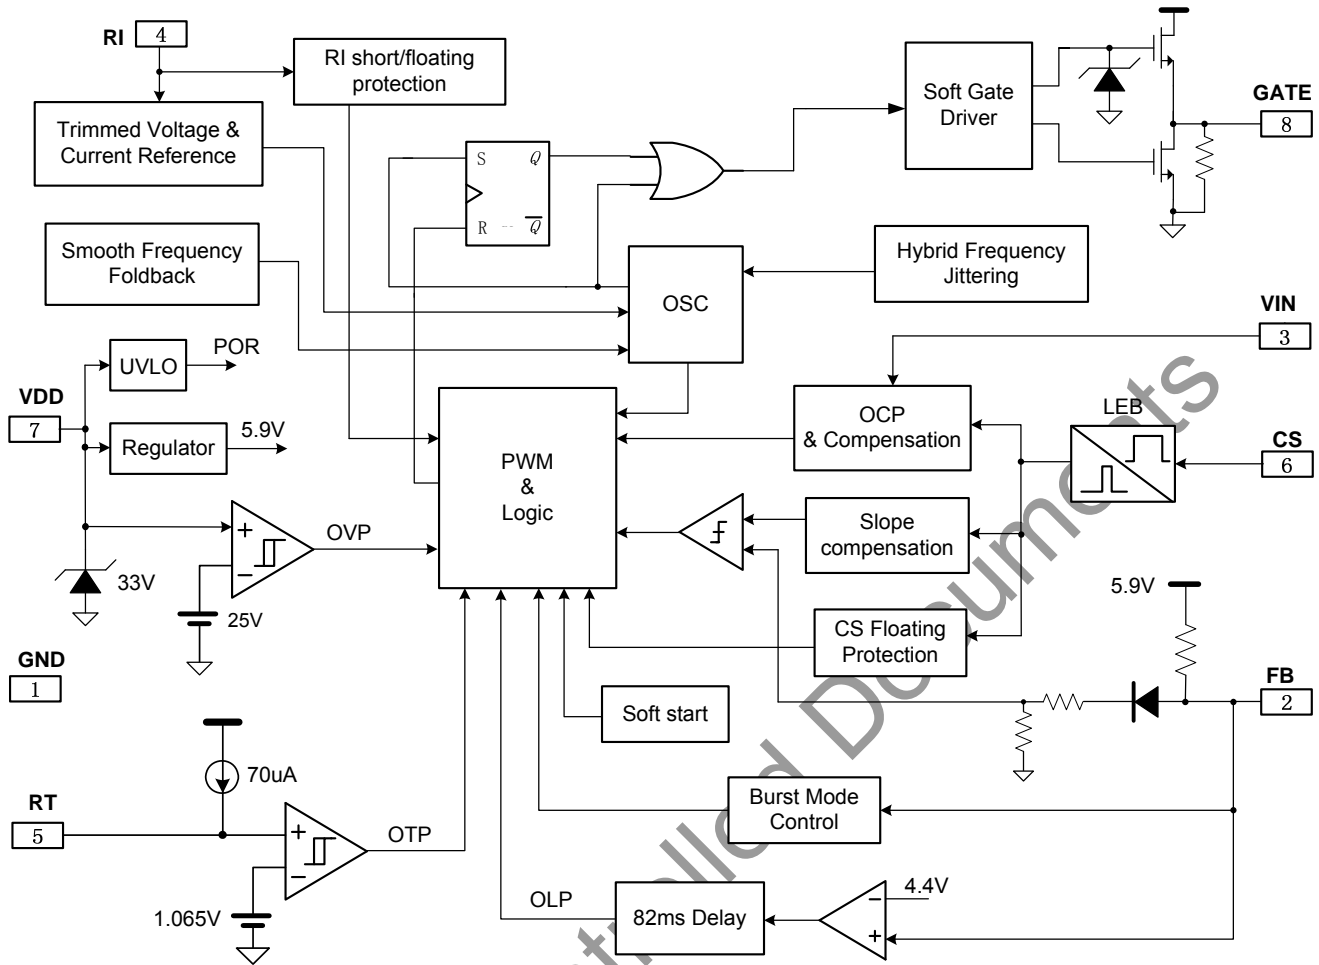 RI
4
RI short/floating
protection
Trimmed Voltage &
Current Reference
S Q
R Q
Soft Gate
Driver
GATE
8
Smooth Frequency
Foldback
OSC
Hybrid Frequency
Jittering
VIN
3
UVLO
POR
VDD
7
Regulator
5.9V
PWM
&
Logic
OCP
& Compensation
LEB
CS
6
+
−
OVP
33V
25V
Slope
compensation
CS Floating
Protection
5.9V
FB
2
GND
1
Soft start
70uA
RT
5
+
−
OTP
1.065V
Burst Mode
Control
OLP
82ms Delay
4.4V
−
+
Documents